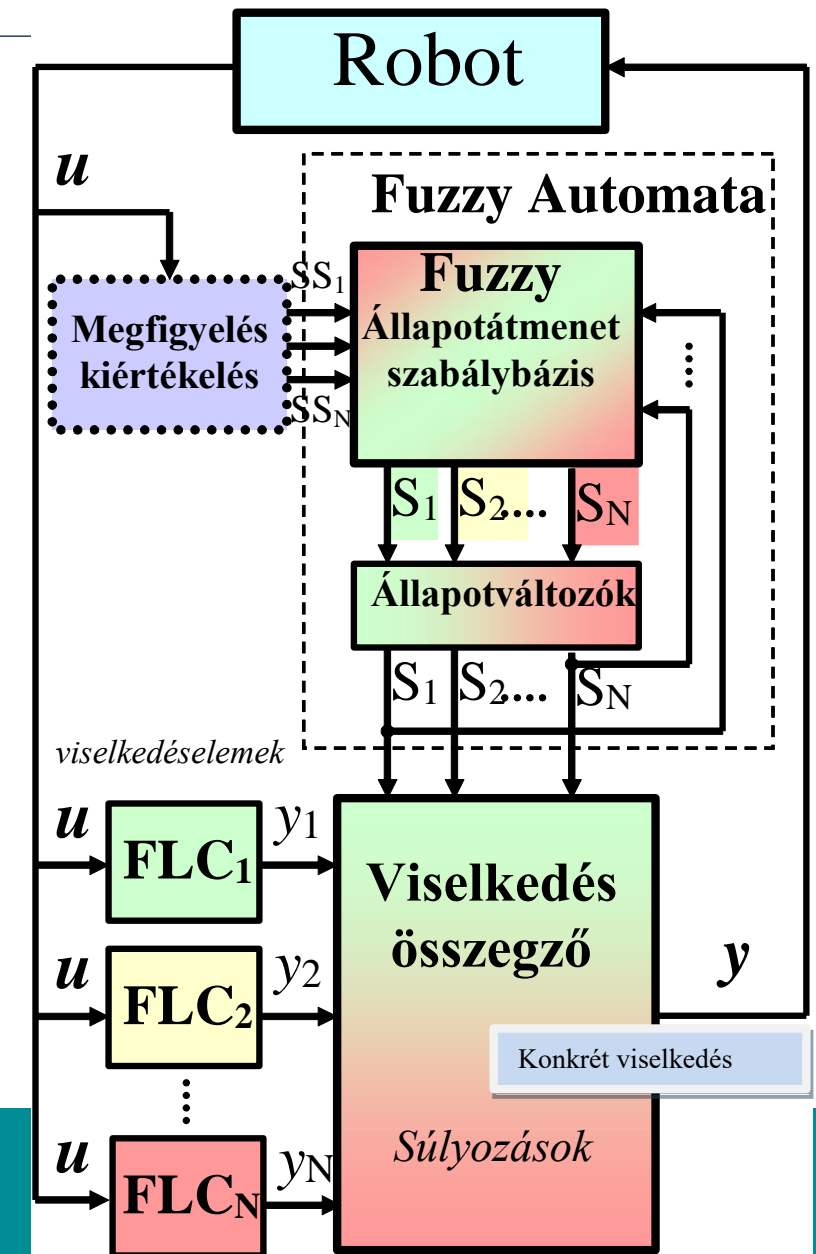 Robot
u
Fuzzy Automata
Megfigyelés
kiértékelés
SS1
SSN
Fuzzy
Állapotátmenet
szabálybázis
S1 S2.... SN
Állapotváltozók
S1 S2.... SN
viselkedéselemek
u FLC1 y1
u FLC2 y2
u FLCN yN
Viselkedés
összegző
y
Konkrét viselkedés
Súlyozások